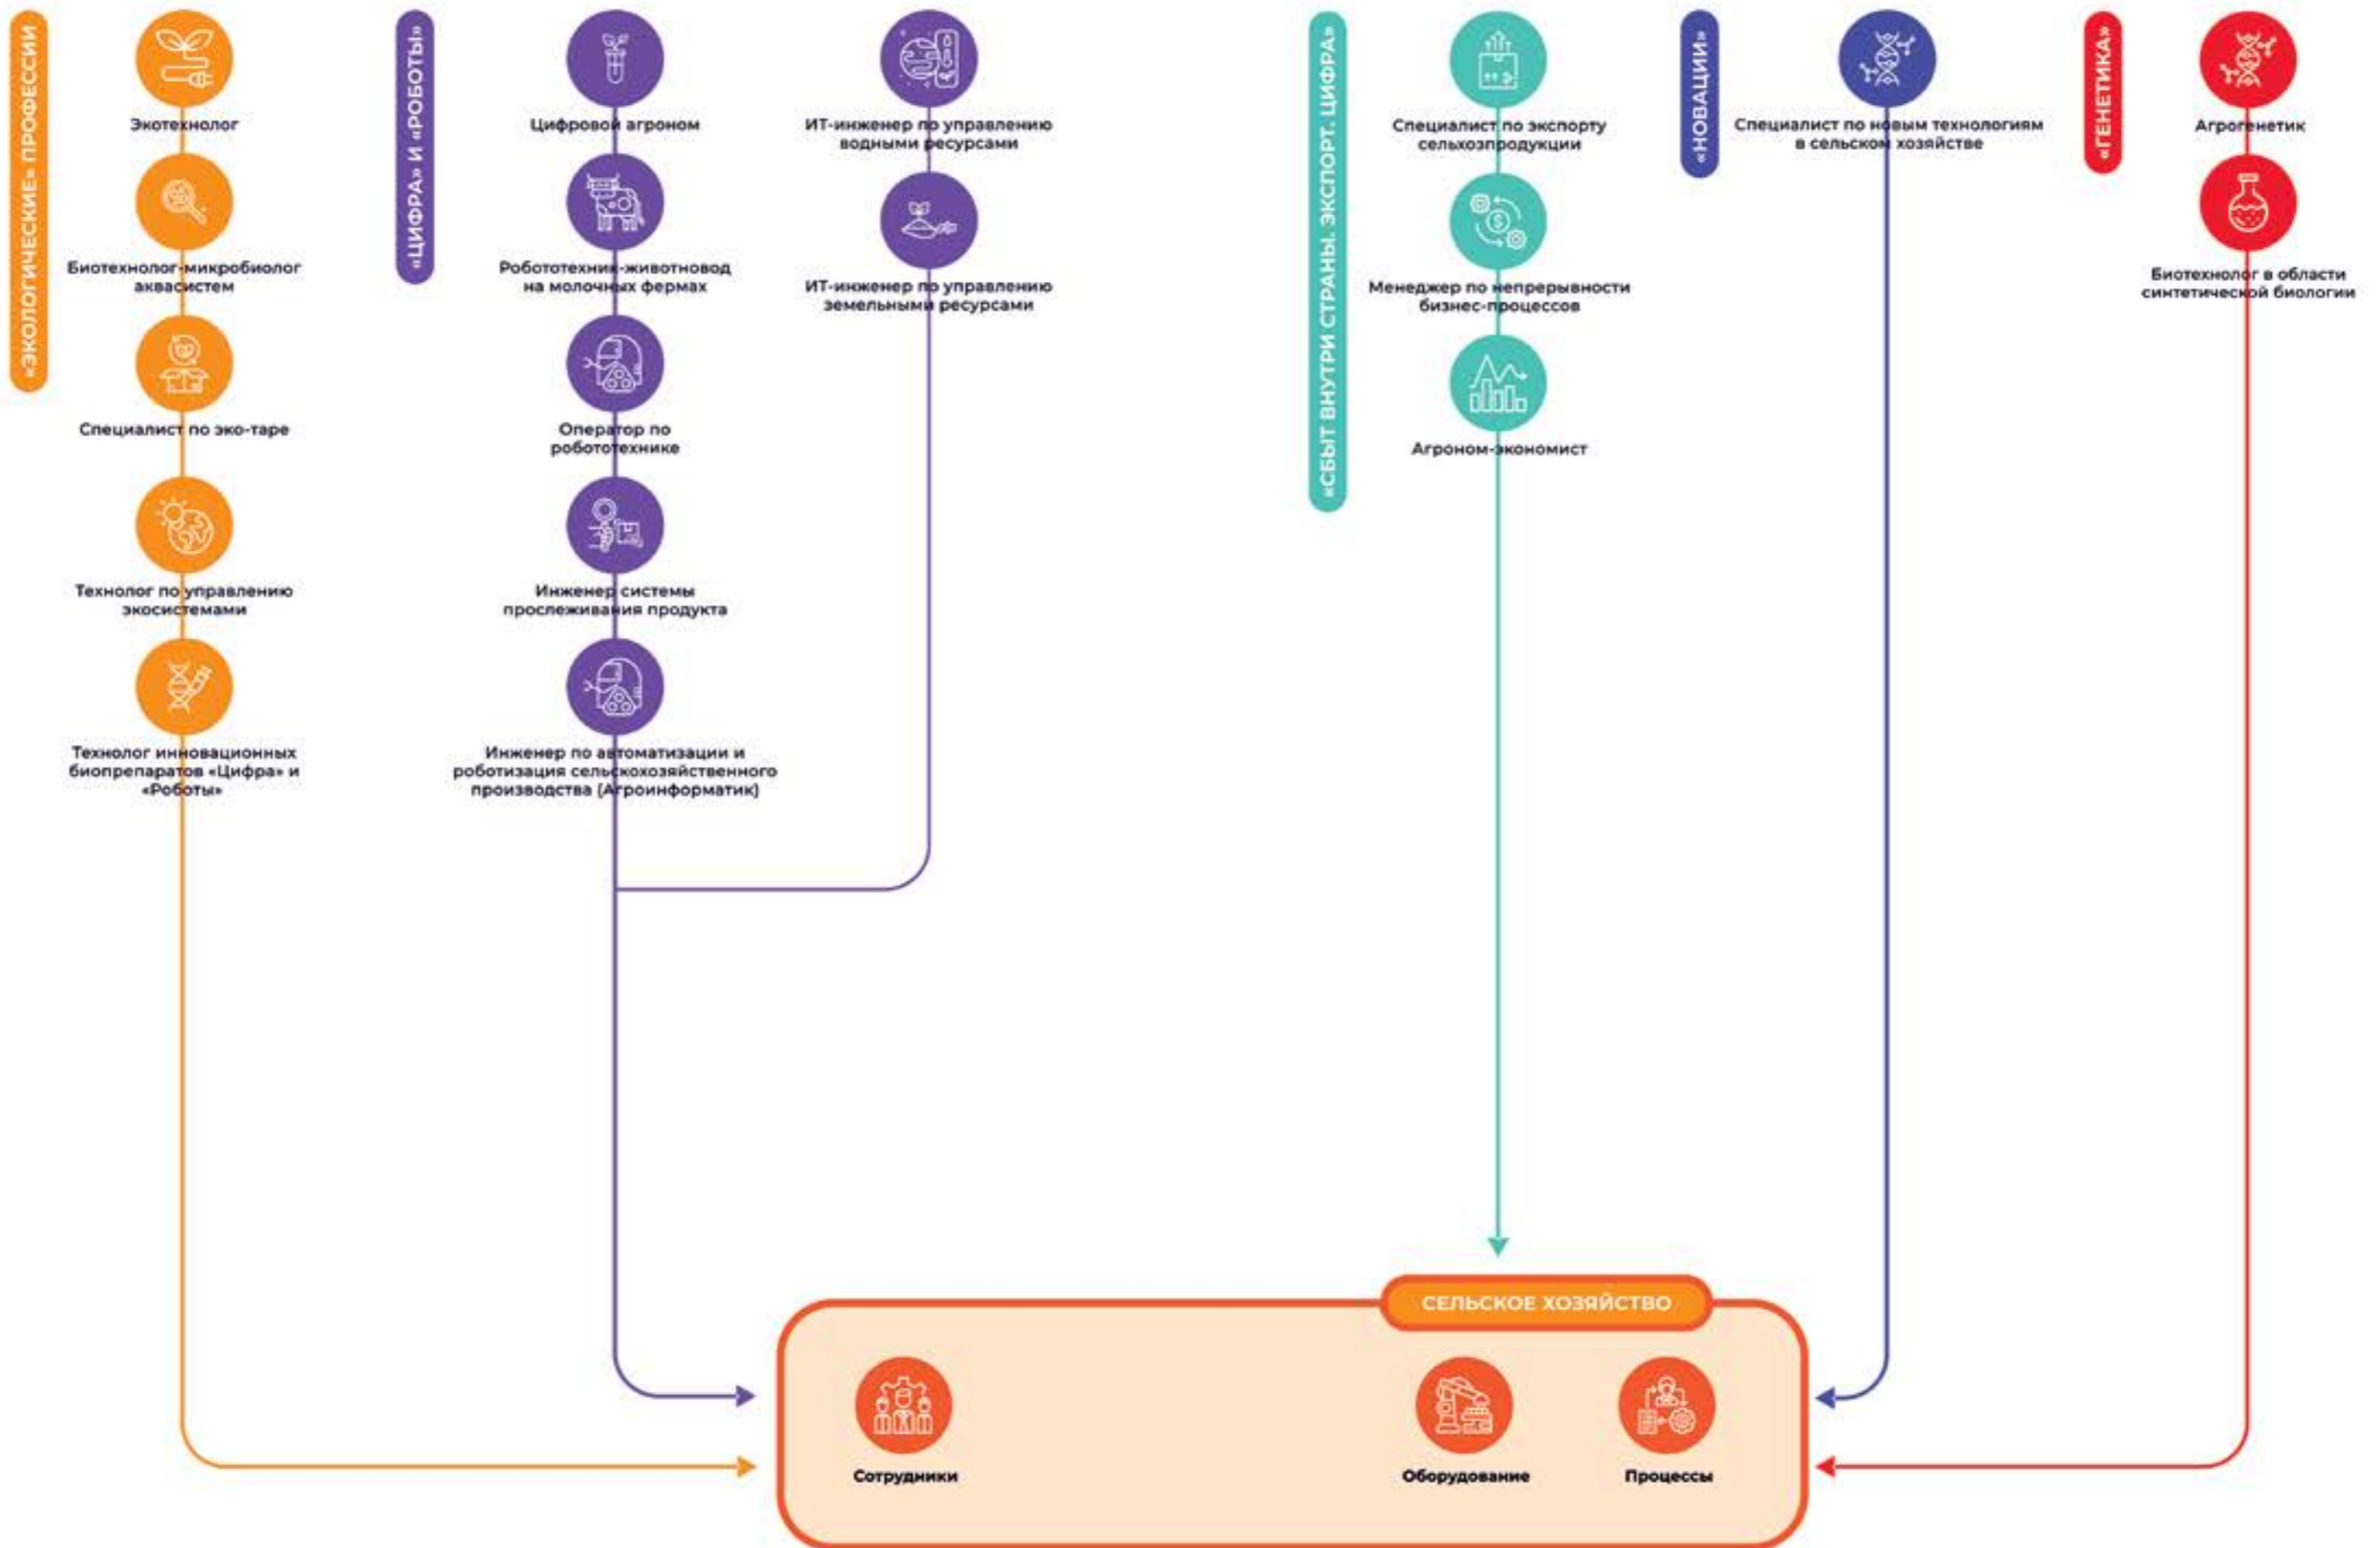 «ЭКОЛОГИЧЕСКИЕ» ПРОФЕССИИ
Экотехнолог
Биотехнолог-микробиолог
аквасистем
Специалист по эко-таре
Технолог по управлению
экосистемами
Технолог инновационных
биопрепаратов «Цифра» и
«Роботы»
«ЦИФРА» И «РОБОТЫ»
Цифровой агроном
Робототехник-животновод
на молочных фермах
Оператор по
робототехнике
Инженер системы
прослеживания продукта
Инженер по автоматизации и
роботизация сельскохозяйственного
производства (Агроинформатик)
ИТ-инженер по управлению
водными ресурсами
ИТ-инженер по управлению
земельными ресурсами
«СБЫТ ВНУТРИ СТРАНЫ. ЭКСПОРТ. ЦИФРА»
Специалист по экспорту
сельхозпродукции
Менеджер по непрерывности
бизнес-процессов
Агроном-экономист
«НОВАЦИИ»
Специалист по новым технологиям
в сельском хозяйстве
«ГЕНЕТИКА»
Агрогенетик
Биотехнолог в области
синтетической биологии
СЕЛЬСКОЕ ХОЗЯЙСТВО
Сотрудники
Оборудование
Процессы